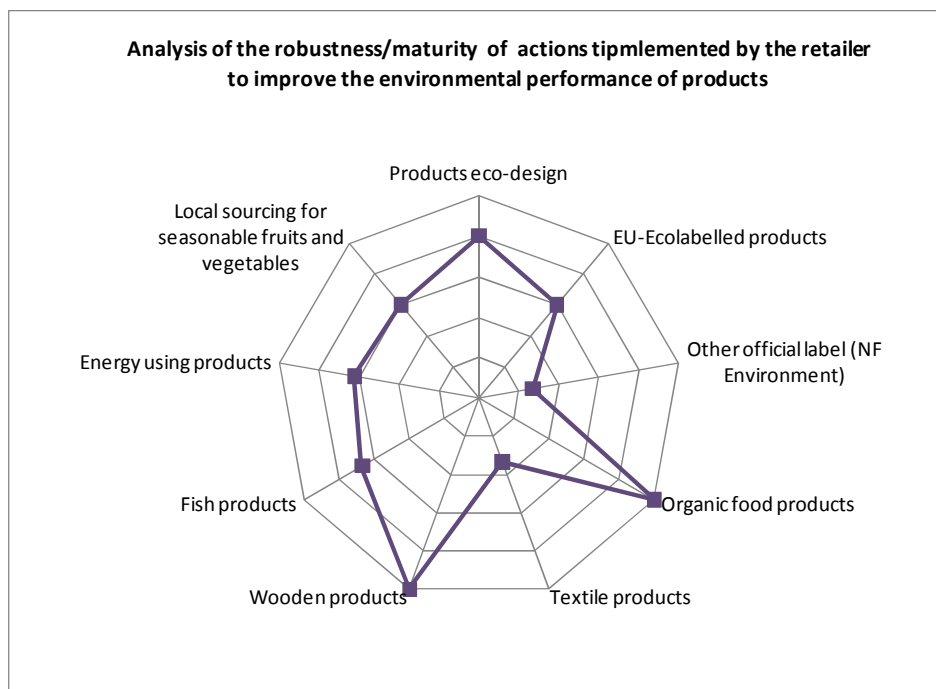 Analysis of the robustness/maturity of actions tipmlemented by the retailer
to improve the environmental performance of products
Products eco-design
Local sourcing for
seasonable fruits and
vegetables
EU-Ecolabelled products
Energy using products
Other official label (NF
Environment)
Fish products
Organic food products
Wooden products
Textile products